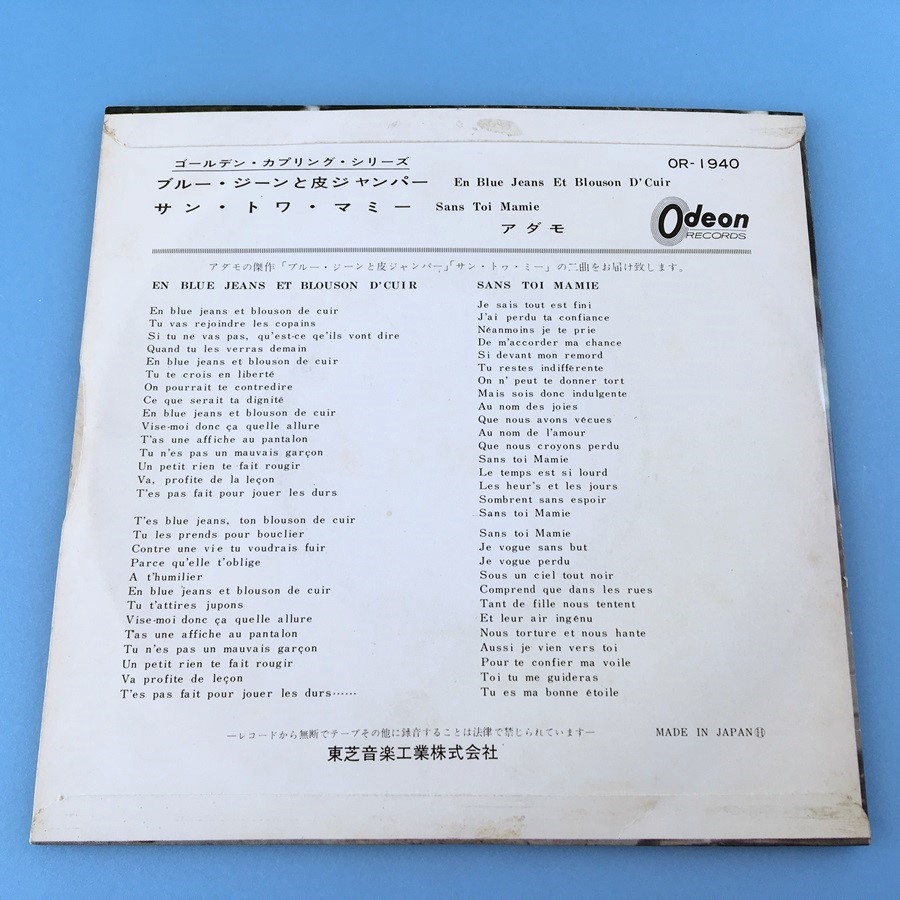 ゴールデン・カプリング・シリーズ
OR-1940
ブルー・ジーンと皮ジャンパー En Blue Jeans Et Blouson D'Cuir
サン・トワ・マミー Sans Toi Mamie
アダモ
Odeon
RECORDS
アダモの傑作「ブルー・ジーンと皮ジャンパー」「サン・トヮ・ミー」の二曲をお届け致します。
EN BLUE JEANS ET BLOUSON D'CUIR
En blue jeans et blouson de cuir
Tu vas rejoindre les copains
Si tu ne vas pas, qu'est-ce qe'ils vont dire
Quand tu les verras demain
En blue jeans et blouson de cuir
Tu te crois en liberté
On pourrait te contredire
Ce que serait ta dignité
En blue jeans et blouson de cuir
Vise-moi donc ça quelle allure
T'as une affiche au pantalon
Tu n'es pas un mauvais garçon
Un petit rien te fait rougir
Va, profite de la leçon
T'es pas fait pour jouer les durs
T'es blue jeans, ton blouson de cuir
Tu les prends pour bouclier
Contre une vie tu voudrais fuir
Parce qu'elle t'oblige
A t'humilier
En blue jeans et blouson de cuir
Tu t'attires jupons
Vise-moi donc ça quelle allure
T'as une affiche au pantalon
Tu n'es pas un mauvais garçon
Un petit rien te fait rougir
Va profite de leçon
T'es pas fait pour jouer les durs……
SANS TOI MAMIE
Je sais tout est fini
J'ai perdu ta confiance
Néanmoins je te prie
De m'accorder ma chance
Si devant mon remord
Tu restes indifférente
On n' peut te donner tort
Mais sois donc indulgente
Au nom des joies
Que nous avons vécues
Au nom de l'amour
Que nous croyons perdu
Sans toi Mamie
Le temps est si lourd
Les heur's et les jours
Sombrent sans espoir
Sans toi Mamie
Sans toi Mamie
Je vogue sans but
Je vogue perdu
Sous un ciel tout noir
Comprend que dans les rues
Tant de fille nous tentent
Et leur air ingénu
Nous torture et nous hante
Aussi je vien vers toi
Pour te confier ma voile
Toi tu me guideras
Tu es ma bonne étoile
—レコードから無断でテープその他に録音することは法律で禁じられています—
MADE IN JAPANⒽ
東芝音楽工業株式会社